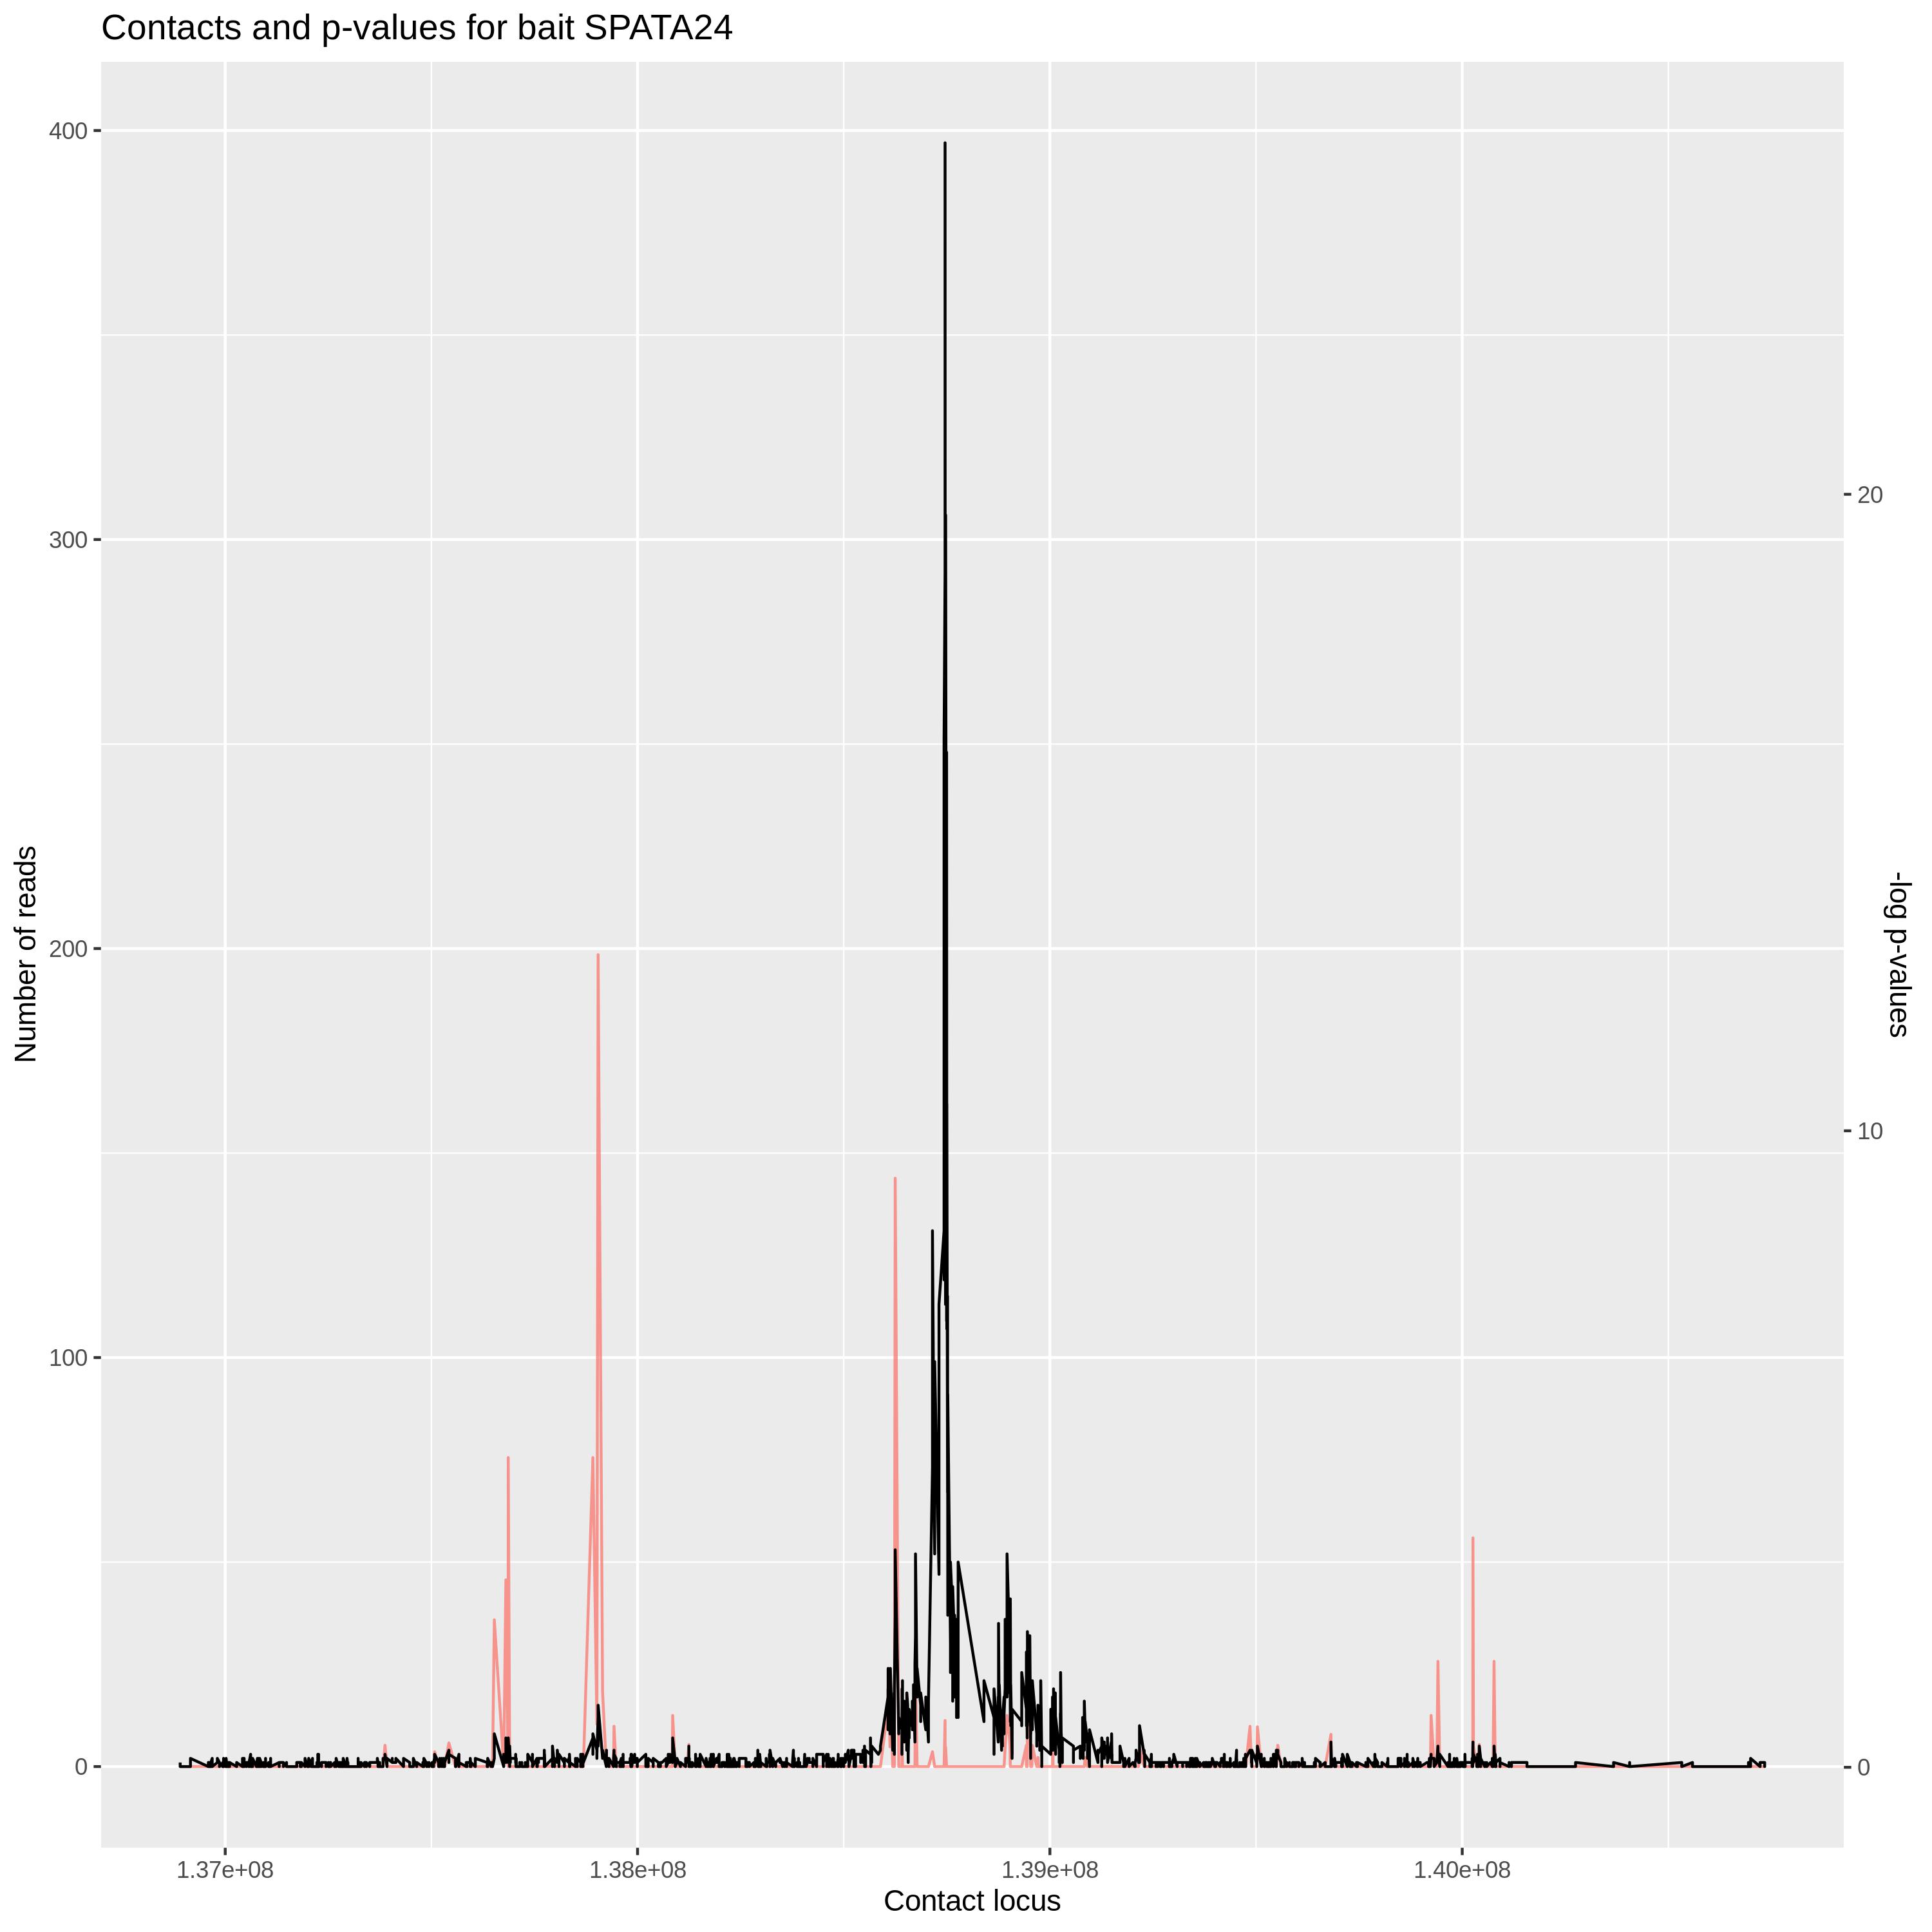 Contacts and p-values for bait SPATA24
400
300
200
100
0
Number of reads
20
10
0
-log p-values
1.37e+08
1.38e+08
1.39e+08
1.40e+08
Contact locus